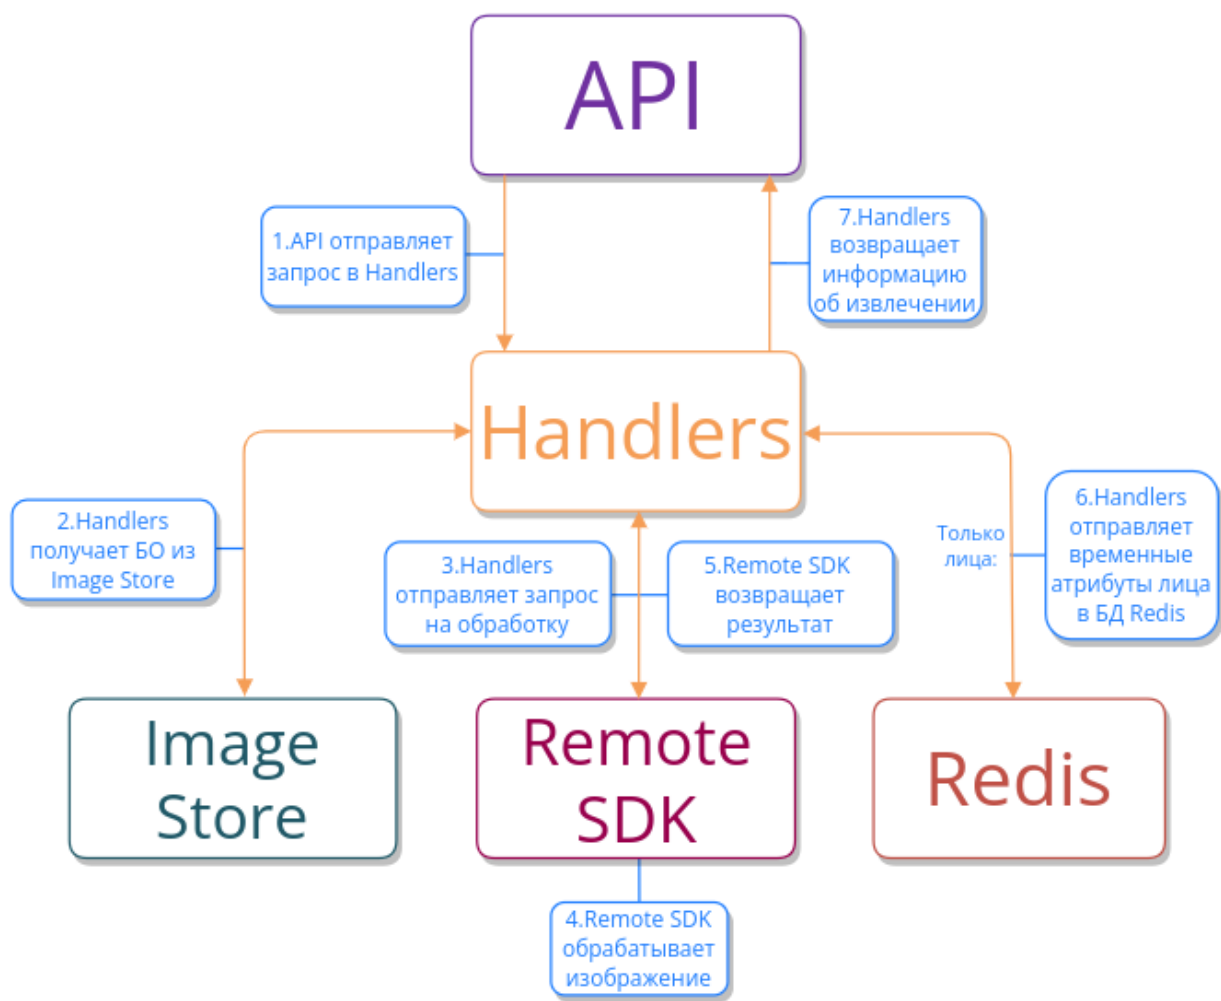 API
1.API отправляет
запрос в Handlers
7.Handlers
возвращает
информацию
об извлечении
Handlers
2.Handlers
получает БО из
Image Store
3.Handlers
отправляет запрос
на обработку
5.Remote SDK
возвращает
результат
Только
лица:
6.Handlers
отправляет
временные
атрибуты лица
в БД Redis
Image
Store
Remote
SDK
Redis
4.Remote SDK
обрабатывает
изображение